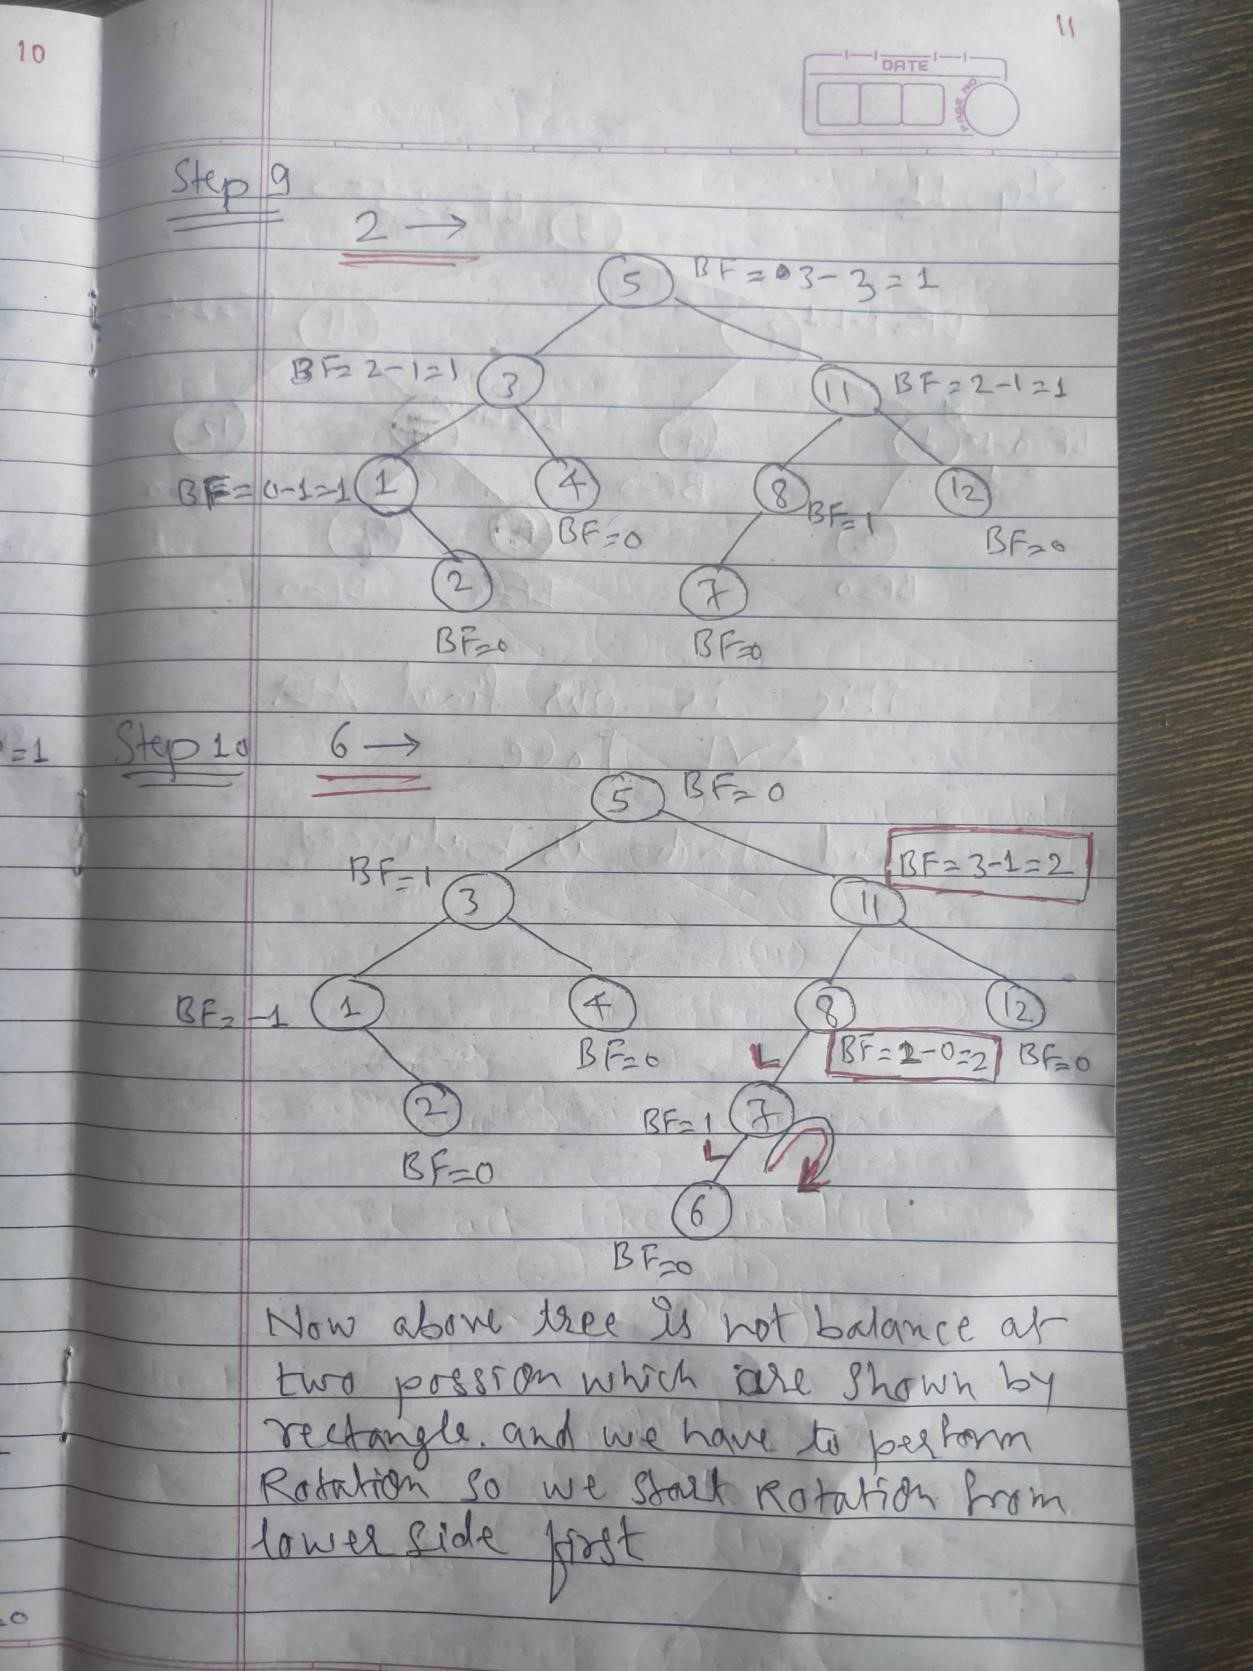 10
11
DATE
PAGE NO.
Step 9
2 →
5 BF = 3 - 3 = 1
BF = 2 - 1 = 1 3 11 BF = 2 - 1 = 1
BF = 0 - 1 = 1 1 4 8 BF = 1 12
BF = 0 BF = 0
2 7
BF = 0 BF = 0
= 1 Step 10 6 →
5 BF = 0
BF = 1 3 11 BF = 3 - 1 = 2
BF = -1 1 4 8 12
BF = 0 BF = 2 - 0 = 2 BF = 0
L
2 BF = 1 7
L
BF = 0 6
BF = 0
Now above tree is not balance at
two possion which are shown by
rectangle. and we have to perform
Rotation so we start Rotation from
lower side first